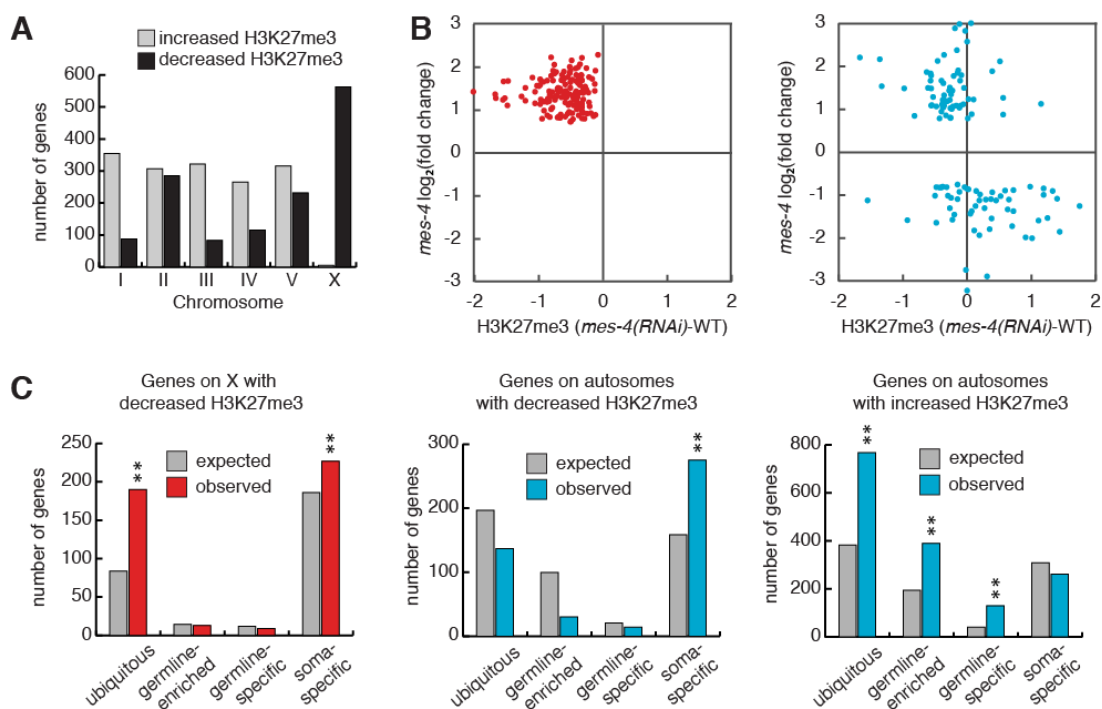 A
increased H3K27me3
decreased H3K27me3
number of genes
600
500
400
300
200
100
0
I II III IV V X
Chromosome
B
mes-4 log2(fold change)
3
2
1
0
-1
-2
3
-2 -1 0 1 2
H3K27me3 (mes-4(RNAi)-WT)
mes-4 log2(fold change)
3
2
1
0
-1
-2
3
-2 -1 0 1 2
H3K27me3 (mes-4(RNAi)-WT)
C
Genes on X with
decreased H3K27me3
expected
observed
number of genes
250
200
150
100
50
0
**
**
ubiquitous
germline-
enriched
germline-
specific
soma-
specific
Genes on autosomes
with decreased H3K27me3
expected
observed
number of genes
300
200
100
0
**
ubiquitous
germline-
enriched
germline-
specific
soma-
specific
Genes on autosomes
with increased H3K27me3
expected
observed
number of genes
800
600
400
200
0
**
**
**
ubiquitous
germline-
enriched
germline-
specific
soma-
specific